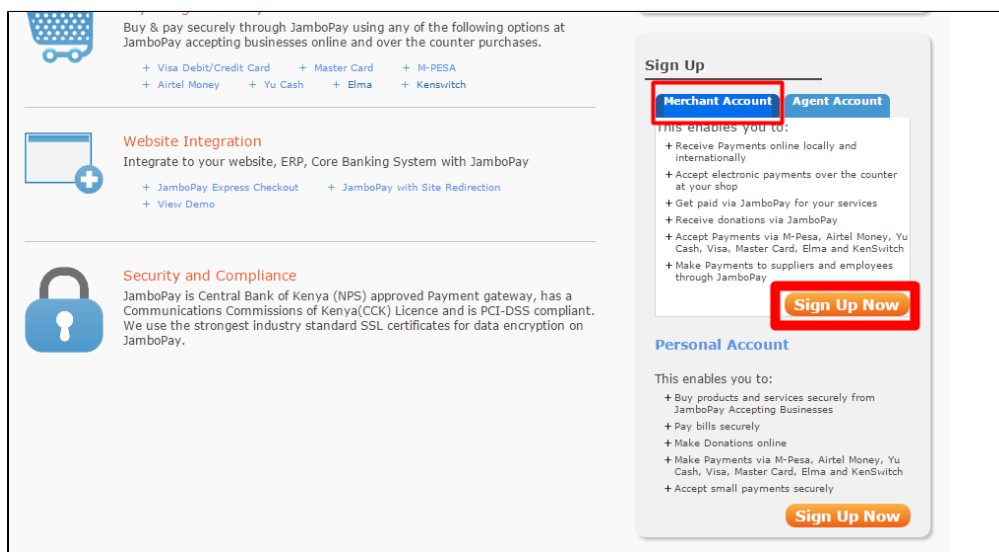 Buy & pay securely through JamboPay using any of the following options at
JamboPay accepting businesses online and over the counter purchases.
+ Visa Debit/Credit Card + Master Card + M-PESA
+ Airtel Money + Yu Cash + Elma + Kenswitch
Website Integration
Integrate to your website, ERP, Core Banking System with JamboPay
+ JamboPay Express Checkout + JamboPay with Site Redirection
+ View Demo
Security and Compliance
JamboPay is Central Bank of Kenya (NPS) approved Payment gateway, has a
Communications Commissions of Kenya(CCK) Licence and is PCI-DSS compliant.
We use the strongest industry standard SSL certificates for data encryption on
JamboPay.
Sign Up
Merchant Account Agent Account
This enables you to:
+ Receive Payments online locally and
internationally
+ Accept electronic payments over the counter
at your shop
+ Get paid via JamboPay for your services
+ Receive donations via JamboPay
+ Accept Payments via M-Pesa, Airtel Money, Yu
Cash, Visa, Master Card, Elma and KenSwitch
+ Make Payments to suppliers and employees
through JamboPay
Sign Up Now
Personal Account
This enables you to:
+ Buy products and services securely from
JamboPay Accepting Businesses
+ Pay bills securely
+ Make Donations online
+ Make Payments via M-Pesa, Airtel Money, Yu
Cash, Visa, Master Card, Elma and KenSwitch
+ Accept small payments securely
Sign Up Now